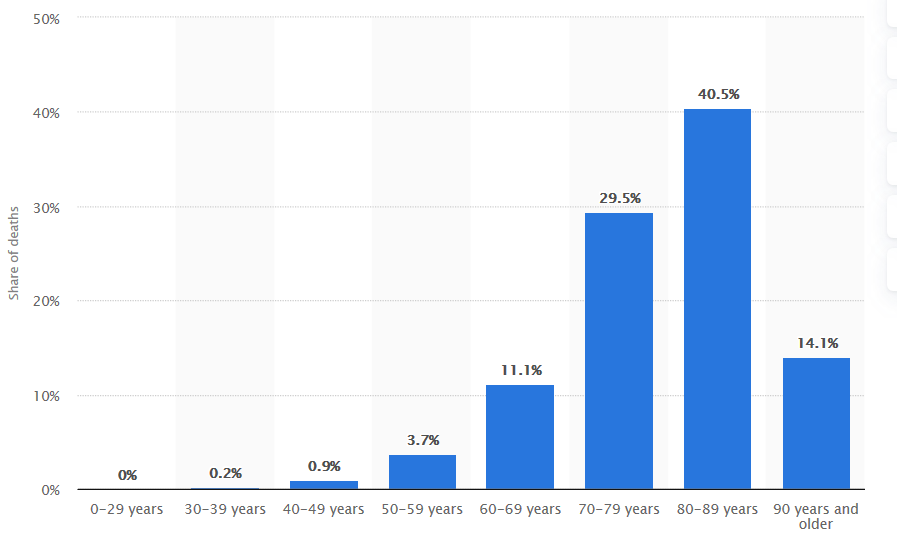 50%
40%
30%
20%
10%
0%
Share of deaths
0%
0.2%
0.9%
3.7%
11.1%
29.5%
40.5%
14.1%
0-29 years
30-39 years
40-49 years
50-59 years
60-69 years
70-79 years
80-89 years
90 years and
older